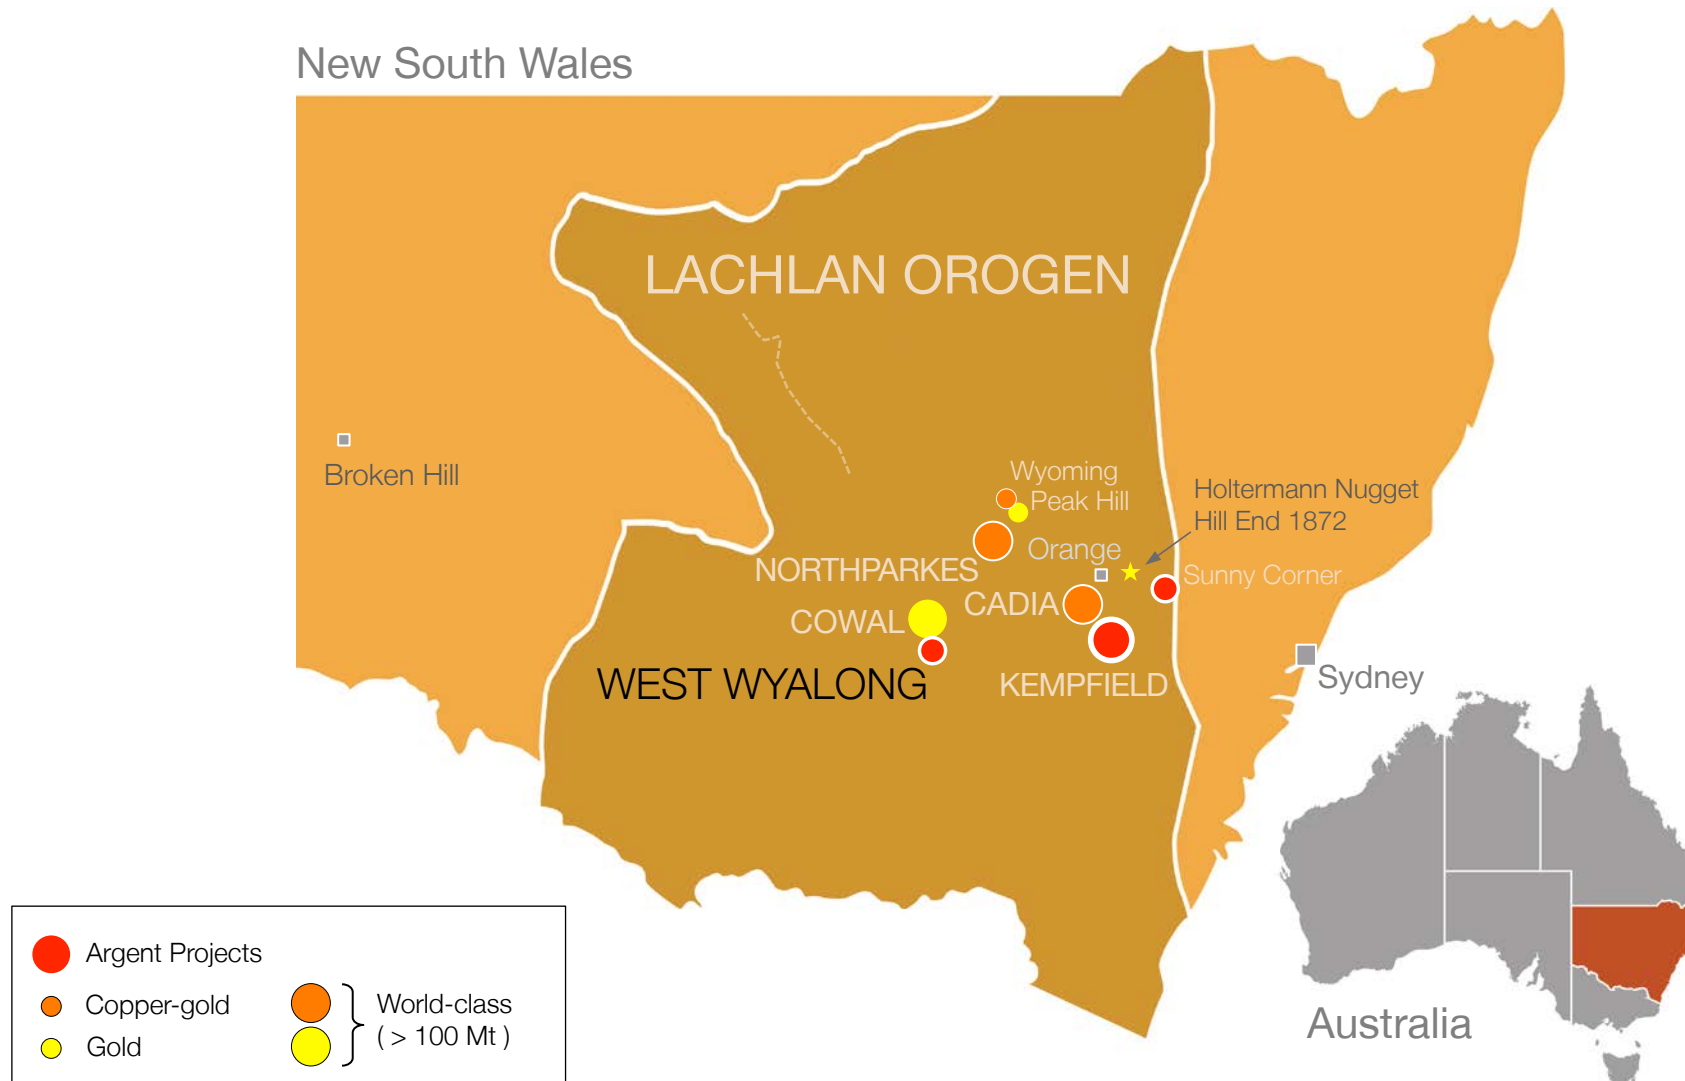 New South Wales
LACHLAN OROGEN
Broken Hill
Wyoming
Peak Hill
Holtermann Nugget
Hill End 1872
Orange
NORTHPARKES
Sunny Corner
CADIA
COWAL
WEST WYALONG
KEMPFIELD
Sydney
Argent Projects
Copper-gold
Gold
World-class
( > 100 Mt )
Australia